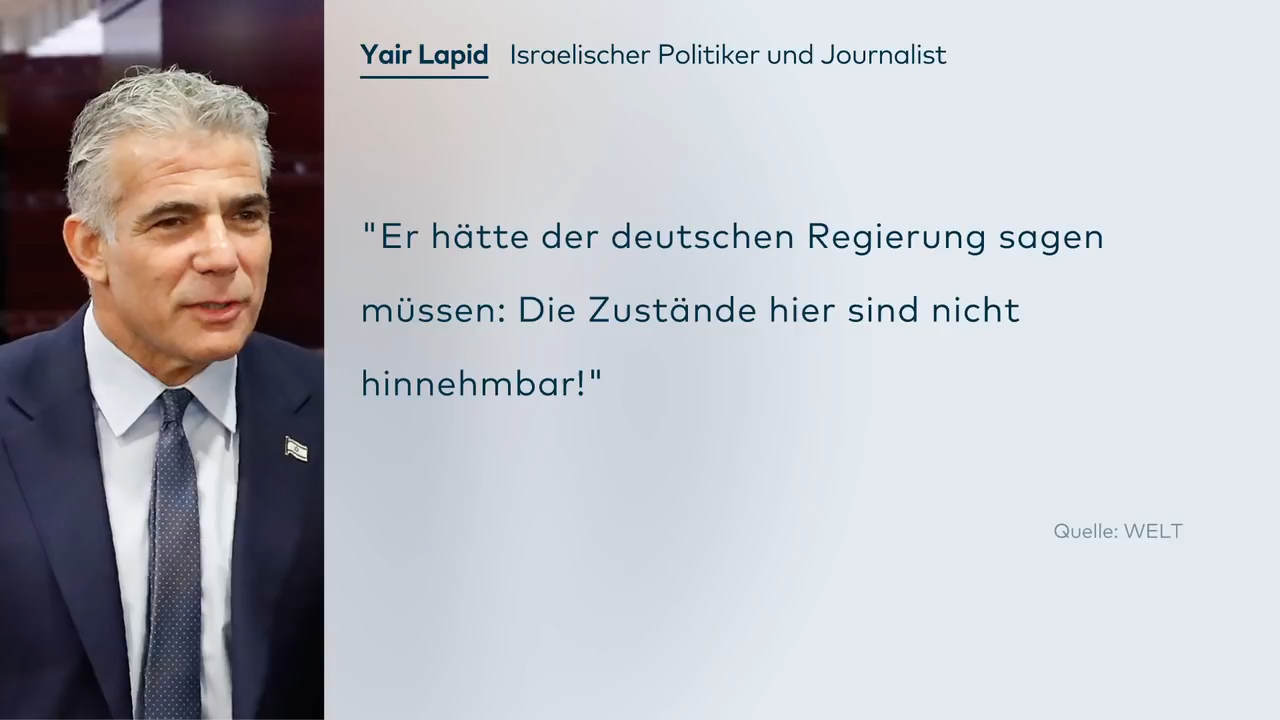 Yair Lapid Israelischer Politiker und Journalist
"Er hätte der deutschen Regierung sagen
müssen: Die Zustände hier sind nicht
hinnehmbar!"
Quelle: WELT